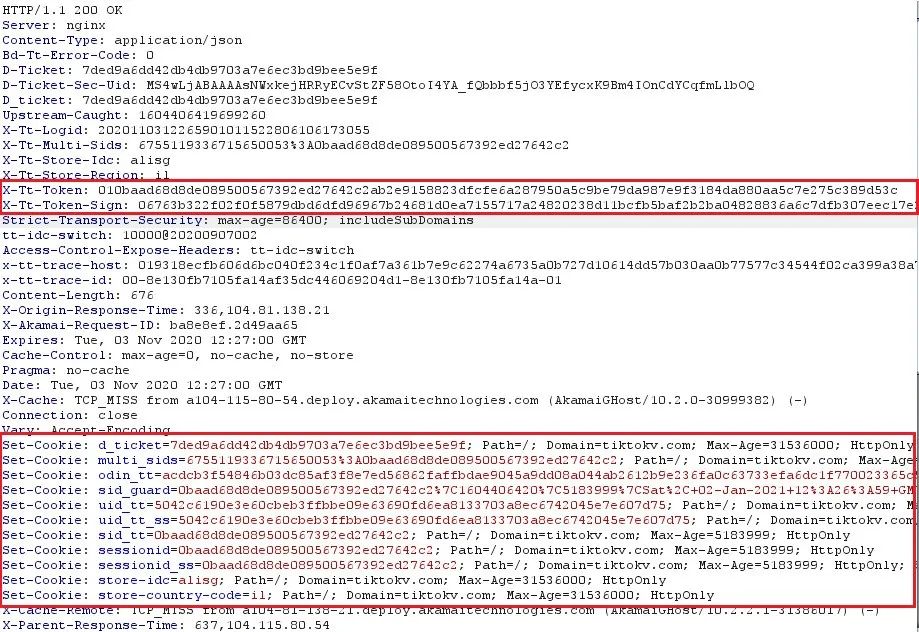 HTTP/1.1 200 OK
Server: nginx
Content-Type: application/json
Bd-Tt-Error-Code: 0
D-Ticket: 7ded9a6dd42db4db9703a7e6ec3bd9bee5e9f
D-Ticket-Sec-Uid: MS4wLjABAAAAsNWxkejHRRyECvStZF58OtoI4YA_fQbbbf5jO3YEfycxK9Bm4IOnCdYCqfmLlbOQ
D_ticket: 7ded9a6dd42db4db9703a7e6ec3bd9bee5e9f
Upstream-Caught: 1604406419699260
X-Tt-Logid: 20201103122659010115228061061730​55
X-Tt-Multi-Sids: 6755119336715650053%3A0baad68d8de089500567392ed27642c2
X-Tt-Store-Idc: alisg
X-Tt-Store-Region: il
X-Tt-Token: 010baad68d8de089500567392ed27642c2ab2e9158823dfcfe6a287950a5c9be79da987e9f3184da880aa5c7e275c389d53c
X-Tt-Token-Sign: 06763b322f02f0f5879dbd6dfd96967b24681d0ea7155717a24820238d11bcfb5baf2b2ba04828836a6c7dfb307eec17e
Strict-Transport-Security: max-age=86400; includeSubDomains
tt-idc-switch: 10000@20200907002
Access-Control-Expose-Headers: tt-idc-switch
x-tt-trace-host: 019318ecfb606d6bc040f234c1f0af7a361b7e9c62274a6735a0b727d10614dd57b030aa0b77577c34544f02ca399a38a7
x-tt-trace-id: 00-8e130fb7105fa14af35dc446069204d1-8e130fb7105fa14a-01
Content-Length: 676
X-Origin-Response-Time: 336,104.81.138.21
X-Akamai-Request-ID: ba8e8ef.2d49aa65
Expires: Tue, 03 Nov 2020 12:27:00 GMT
Cache-Control: max-age=0, no-cache, no-store
Pragma: no-cache
Date: Tue, 03 Nov 2020 12:27:00 GMT
X-Cache: TCP_MISS from a104-115-80-54.deploy.akamaitechnologies.com (AkamaiGHost/10.2.0-30999382) (-)
Connection: close
Vary: Accept-Encoding
Set-Cookie: d_ticket=7ded9a6dd42db4db9703a7e6ec3bd9bee5e9f; Path=/; Domain=tiktokv.com; Max-Age=31536000; HttpOnly
Set-Cookie: multi_sids=6755119336715650053%3A0baad68d8de089500567392ed27642c2; Path=/; Domain=tiktokv.com; Max-Age
Set-Cookie: odin_tt=acdcb3f54846b03dc85af3f8e7ed56862faffbdae9045a9dd08a044ab2612b9e236fa0c63733efa6dc1f770023365c
Set-Cookie: sid_guard=0baad68d8de089500567392ed27642c2%7C1604406420%7C5183999%7CSat%2C+02-Jan-2021+12%3A26%3A59+GM
Set-Cookie: uid_tt=5042c6190e3e60cbeb3ffbbe09e63690fd6ea8133703a8ec6742045e7e607d75; Path=/; Domain=tiktokv.com; M
Set-Cookie: uid_tt_ss=5042c6190e3e60cbeb3ffbbe09e63690fd6ea8133703a8ec6742045e7e607d75; Path=/; Domain=tiktokv.com
Set-Cookie: sid_tt=0baad68d8de089500567392ed27642c2; Path=/; Domain=tiktokv.com; Max-Age=5183999; HttpOnly
Set-Cookie: sessionid=0baad68d8de089500567392ed27642c2; Path=/; Domain=tiktokv.com; Max-Age=5183999; HttpOnly
Set-Cookie: sessionid_ss=0baad68d8de089500567392ed27642c2; Path=/; Domain=tiktokv.com; Max-Age=5183999; HttpOnly;
Set-Cookie: store-idc=alisg; Path=/; Domain=tiktokv.com; Max-Age=31536000; HttpOnly
Set-Cookie: store-country-code=il; Path=/; Domain=tiktokv.com; Max-Age=31536000; HttpOnly
X-Cache-Remote: TCP_MISS from a104-81-138-21.deploy.akamaitechnologies.com (AkamaiGHost/10.2.2.1-31386017) (-)
X-Parent-Response-Time: 637,104.115.80.54